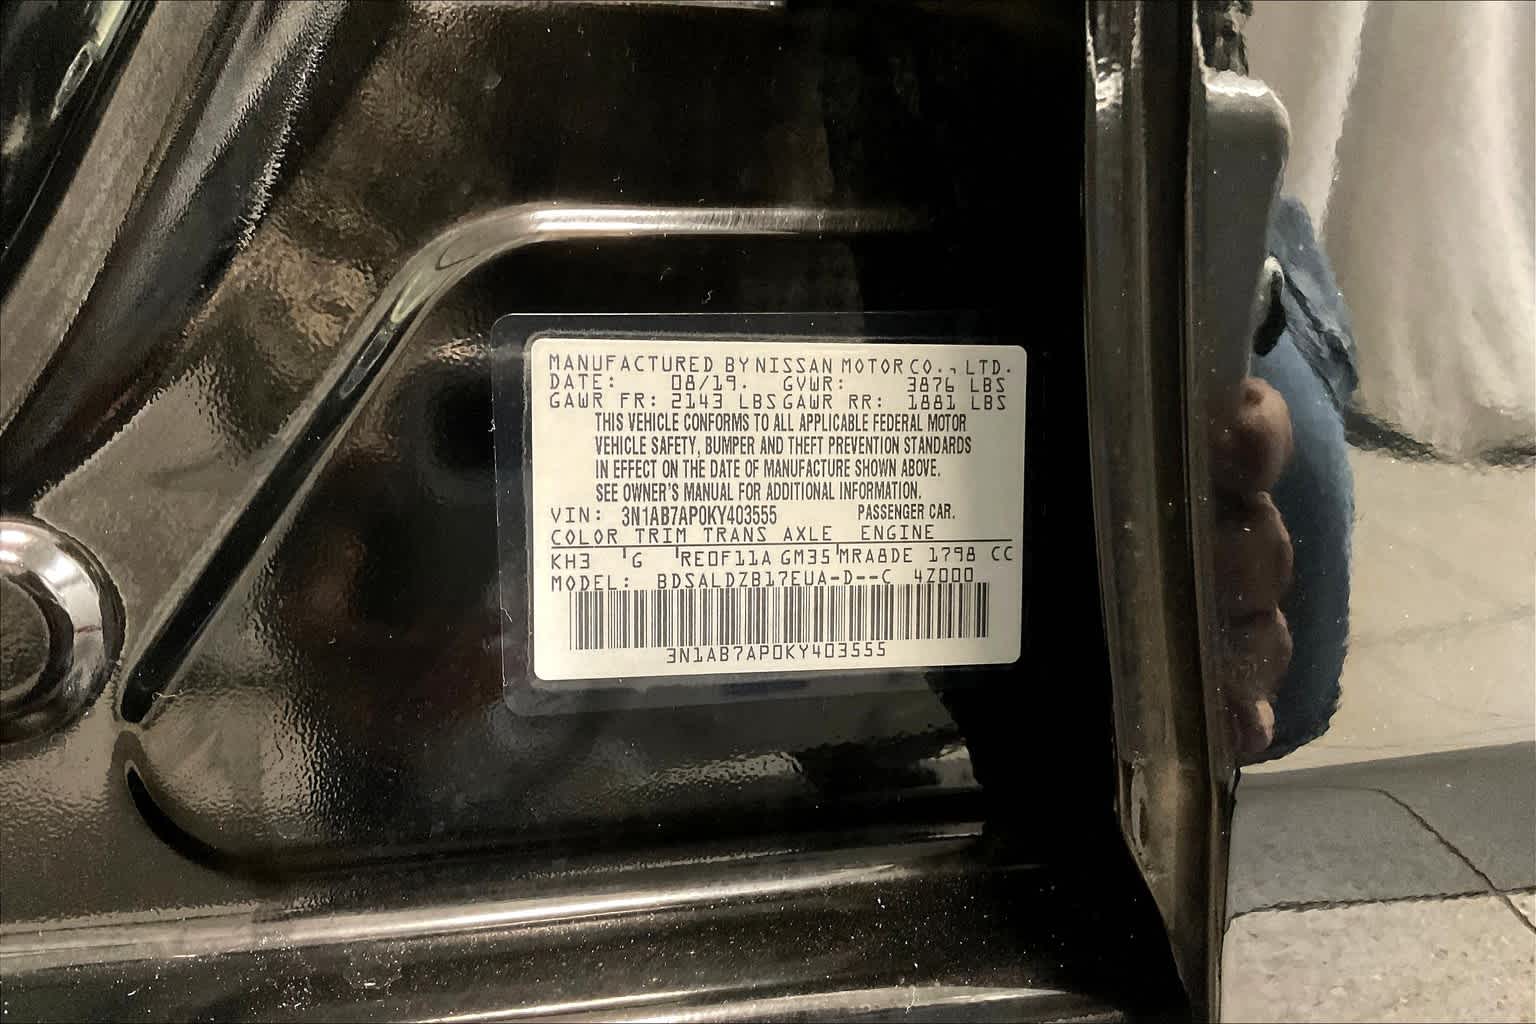 MANUFACTURED BY NISSAN MOTOR CO., LTD.
DATE: 08/19. GVWR: 3876 LBS
GAWR FR: 2143 LBS GAWR RR: 1881 LBS
THIS VEHICLE CONFORMS TO ALL APPLICABLE FEDERAL MOTOR
VEHICLE SAFETY, BUMPER AND THEFT PREVENTION STANDARDS
IN EFFECT ON THE DATE OF MANUFACTURE SHOWN ABOVE.
SEE OWNER'S MANUAL FOR ADDITIONAL INFORMATION.
VIN: 3N1AB7AP0KY403555 PASSENGER CAR.
COLOR TRIM TRANS AXLE ENGINE
KH3 G RE0F11A GM35 MRA8DE 1798 CC
MODEL: BDSALDZB17EUA-D--C 4Z000
3N1AB7AP0KY403555